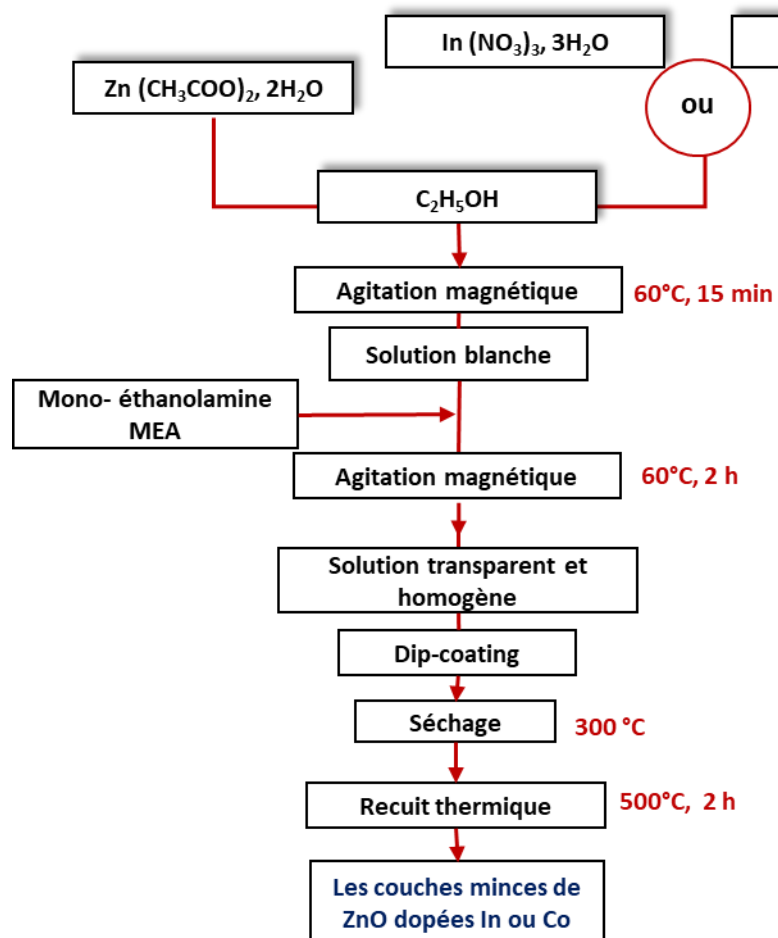 In (NO₃)₃, 3H₂O
Zn (CH₃COO)₂, 2H₂O
ou
C₂H₅OH
Agitation magnétique
60°C, 15 min
Solution blanche
Mono- éthanolamine
MEA
Agitation magnétique
60°C, 2 h
Solution transparent et
homogène
Dip-coating
Séchage
300 °C
Recuit thermique
500°C, 2 h
Les couches minces de
ZnO dopées In ou Co